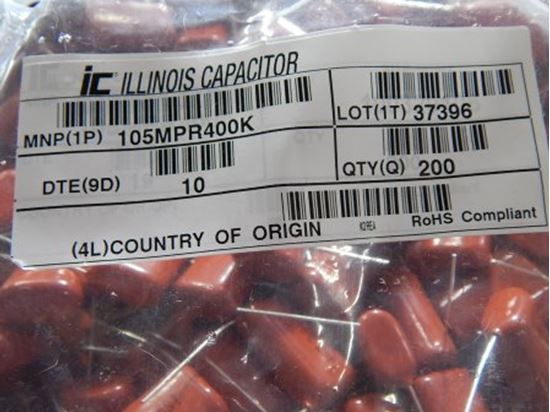 ic ILLINOIS CAPACITOR
MNP(1P) 105MPR400K
LOT(1T) 37396
DTE(9D) 10
QTY(Q) 200
(4L)COUNTRY OF ORIGIN KOREA
RoHS Compliant